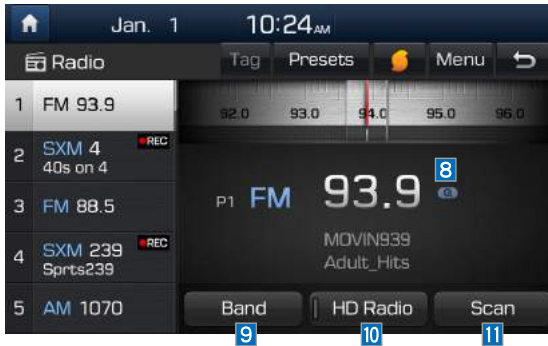 Jan. 1 10:24 AM
Radio Tag Presets Menu
1 FM 93.9
92.0 93.0 94.0 95.0 96.0
2 SXM 4 REC
40s on 4
8
3 FM 88.5
P1 FM 93.9
4 SXM 239 REC
Sprts239
MOVIN939
Adult_Hits
5 AM 1070
Band HD Radio Scan
9 10 11